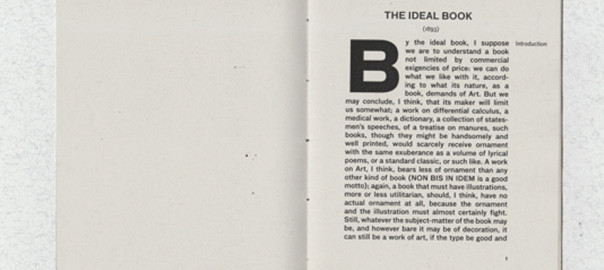 THE IDEAL BOOK
(1893)
By the ideal book, I suppose
Introduction
we are to understand a book
not limited by commercial
exigencies of price: we can do
what we like with it, accord-
ing to what its nature, as a
book, demands of Art. But we
may conclude, I think, that its maker will limit
us somewhat; a work on differential calculus, a
medical work, a dictionary, a collection of states-
men's speeches, of a treatise on manures, such
books, though they might be handsomely and
well printed, would scarcely receive ornament
with the same exuberance as a volume of lyrical
poems, or a standard classic, or such like. A work
on Art, I think, bears less of ornament than any
other kind of book (NON BIS IN IDEM is a good
motto); again, a book that must have illustrations,
more or less utilitarian, should, I think, have no
actual ornament at all, because the ornament
and the illustration must almost certainly fight.
Still, whatever the subject-matter of the book may
be, and however bare it may be of decoration, it
can still be a work of art, if the type be good and